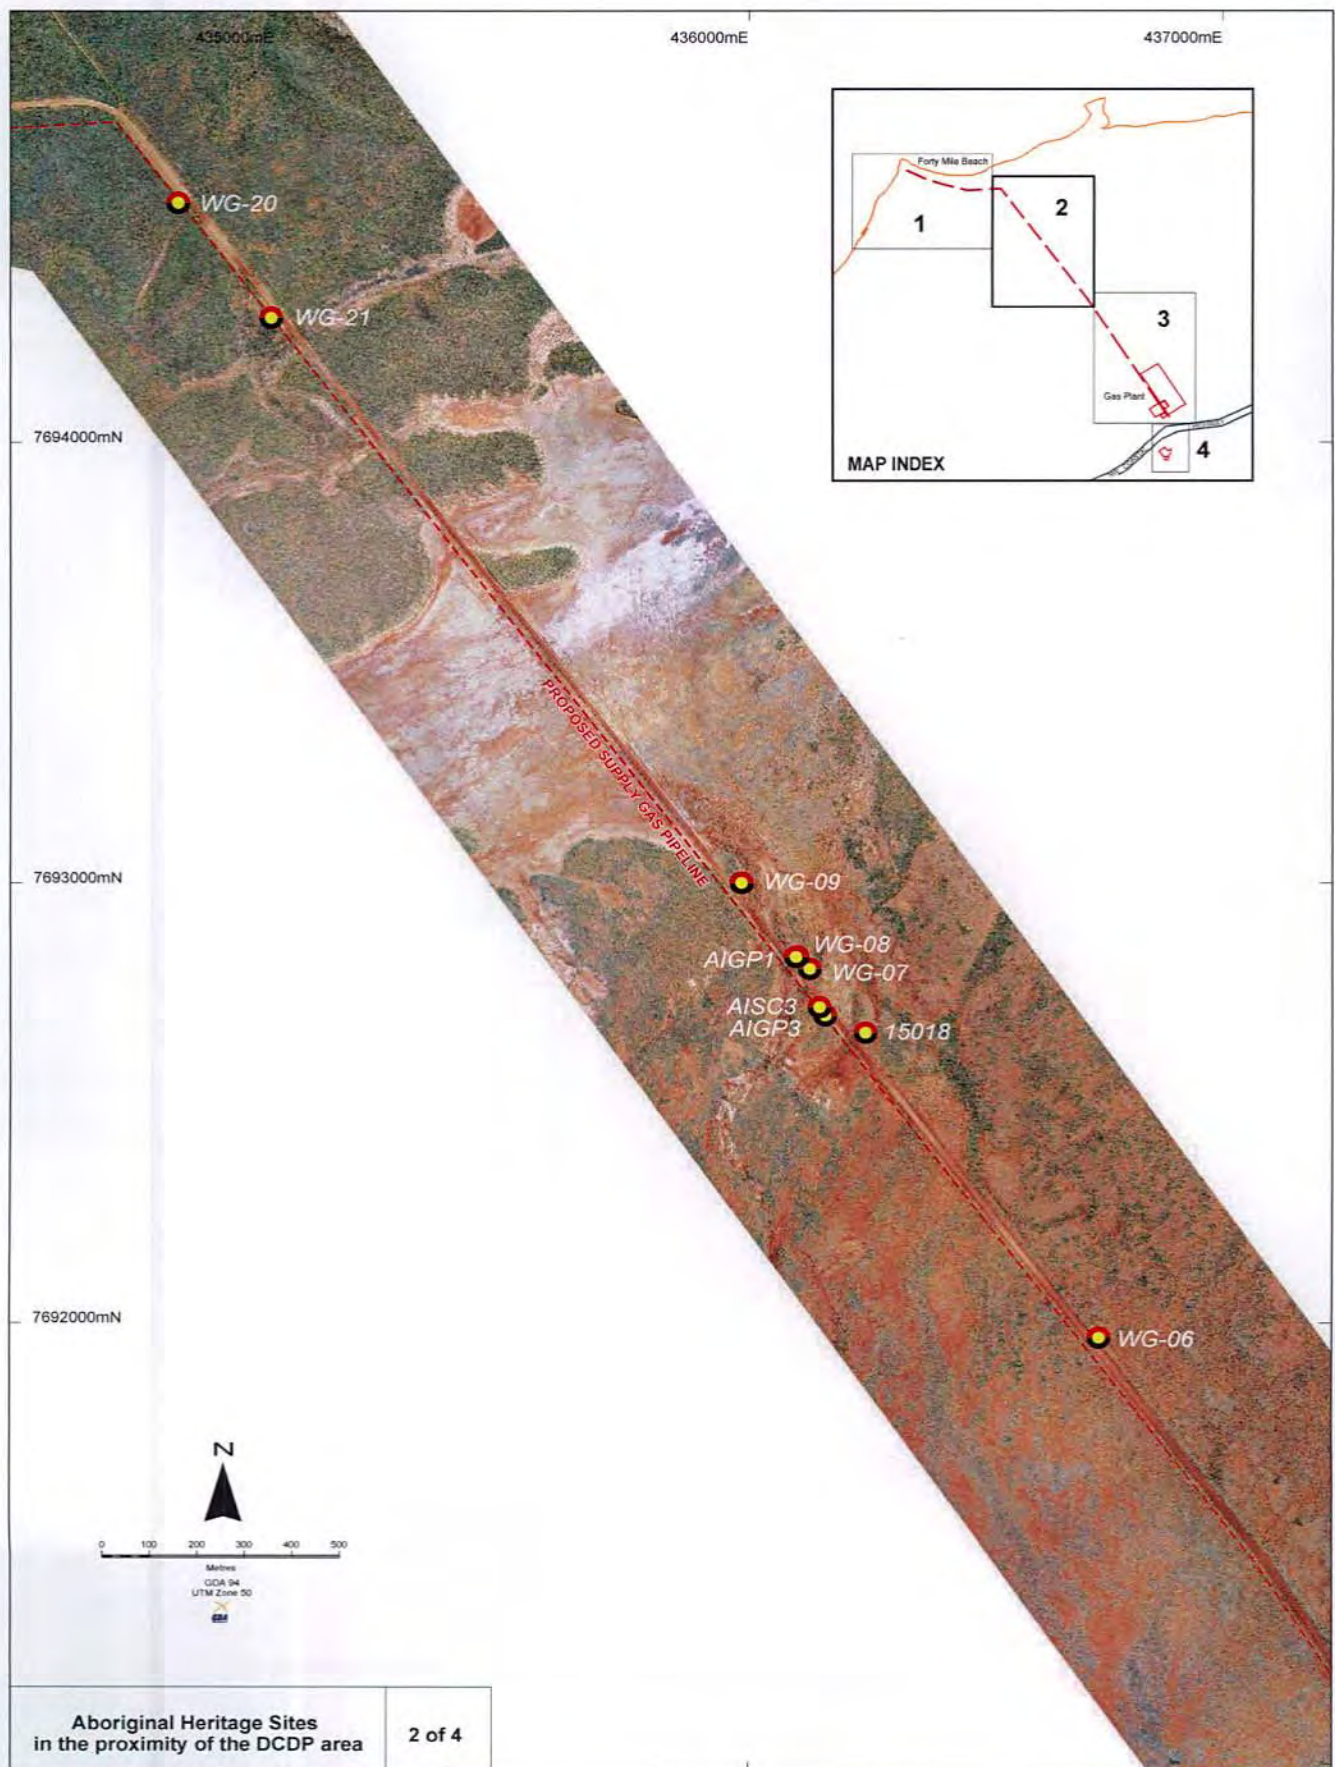 435000mE
436000mE
437000mE
Forty Mile Beach
1
2
3
Gas Plant
4
MAP INDEX
WG-20
WG-21
7694000mN
PROPOSED SUPPLY GAS PIPELINE
7693000mN
WG-09
WG-08
AIGP1
WG-07
AISC3
AIGP3
15018
7692000mN
WG-06
N
0 100 200 300 400 500
Metres
GDA 94
UTM Zone 50
Aboriginal Heritage Sites
in the proximity of the DCDP area
2 of 4